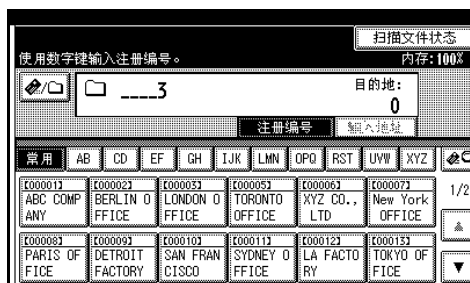 扫描文件状态
使用数字键输入注册编号。
内存:100%
____3
目的地:
0
注册编号 输入地址
常用 AB CD EF GH IJK LMN OPQ RST UVW XYZ
[00001] [00002] [00003] [00005] [00006] [00007]
ABC COMP BERLIN O LONDON O TORONTO XYZ CO., New York
ANY FFICE FFICE OFFICE LTD OFFICE
1/2
[00008] [00009] [00010] [00011] [00012] [00013]
PARIS OF DETROIT SAN FRAN SYDNEY O LA FACTO TOKYO OF
FICE FACTORY CISCO FFICE RY FICE